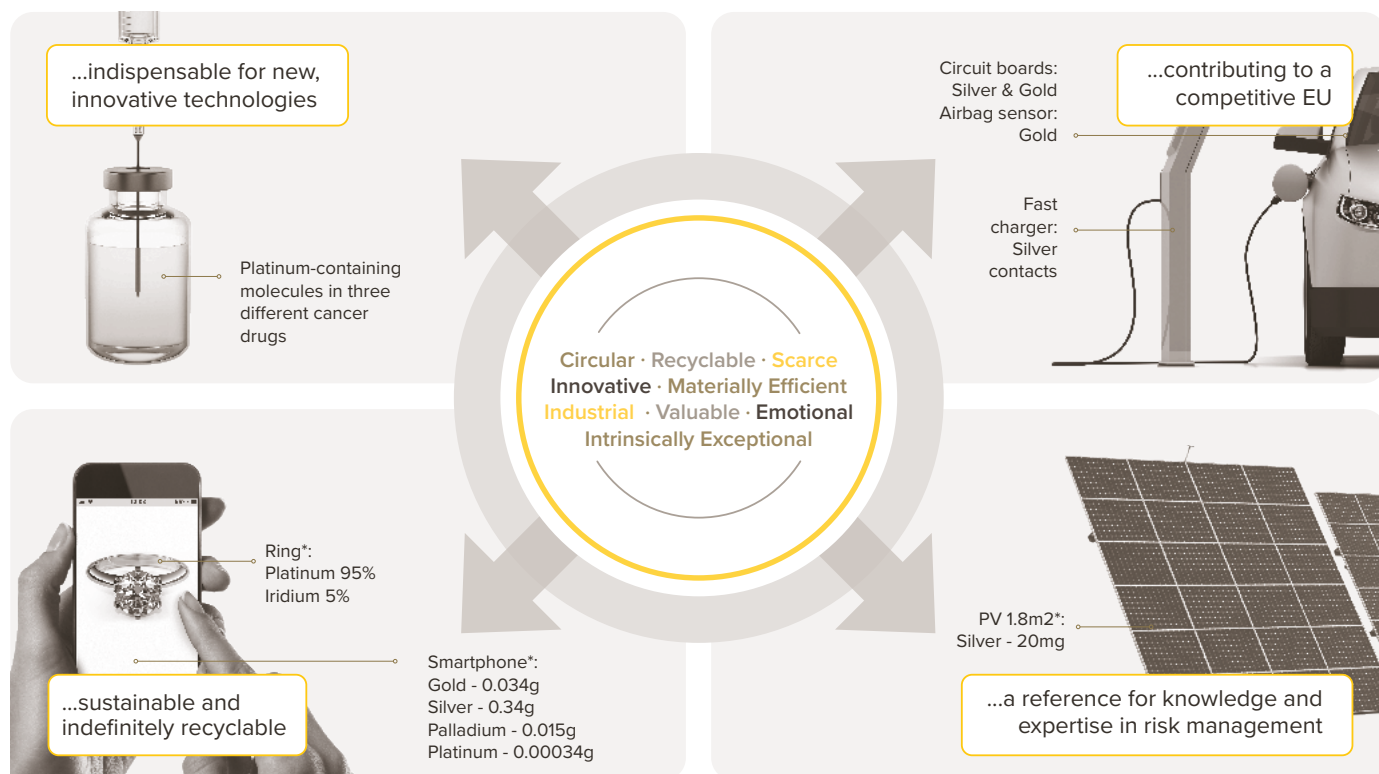 ...indispensable for new,
innovative technologies
Platinum-containing
molecules in three
different cancer
drugs
...contributing to a
competitive EU
Circuit boards:
Silver & Gold
Airbag sensor:
Gold
Fast
charger:
Silver
contacts
Circular · Recyclable · Scarce
Innovative · Materially Efficient
Industrial · Valuable · Emotional
Intrinsically Exceptional
Ring*:
Platinum 95%
Iridium 5%
Smartphone*:
Gold - 0.034g
Silver - 0.34g
Palladium - 0.015g
Platinum - 0.00034g
...sustainable and
indefinitely recyclable
PV 1.8m2*:
Silver - 20mg
...a reference for knowledge and
expertise in risk management